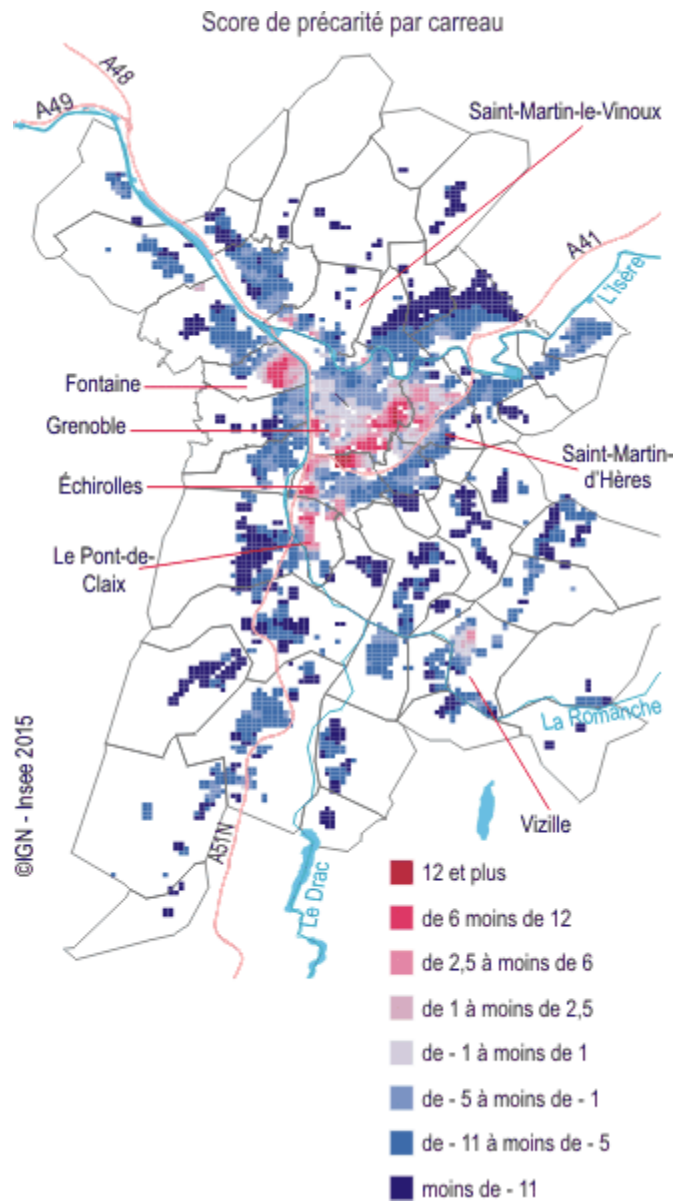 Score de précarité par carreau
A48
A49
Saint-Martin-le-Vinoux
A41
L'Isère
Fontaine
Grenoble
Saint-Martin-
d'Hères
Échirolles
Le Pont-de-
Claix
La Romanche
©IGN - Insee 2015
Vizille
A51N
Le Drac
12 et plus
de 6 moins de 12
de 2,5 à moins de 6
de 1 à moins de 2,5
de - 1 à moins de 1
de - 5 à moins de - 1
de - 11 à moins de - 5
moins de - 11